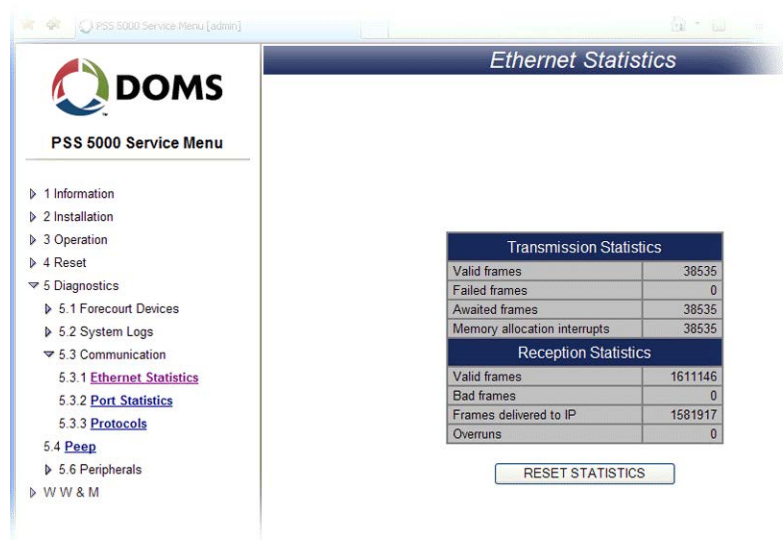 PSS 5000 Service Menu [admin]
Ethernet Statistics
DOMS
PSS 5000 Service Menu
1 Information
2 Installation
3 Operation
4 Reset
5 Diagnostics
5.1 Forecourt Devices
5.2 System Logs
5.3 Communication
5.3.1 Ethernet Statistics
5.3.2 Port Statistics
5.3.3 Protocols
5.4 Peep
5.6 Peripherals
W W & M
Transmission Statistics
Valid frames 38535
Failed frames 0
Awaited frames 38535
Memory allocation interrupts 38535
Reception Statistics
Valid frames 1611146
Bad frames 0
Frames delivered to IP 1581917
Overruns 0
RESET STATISTICS